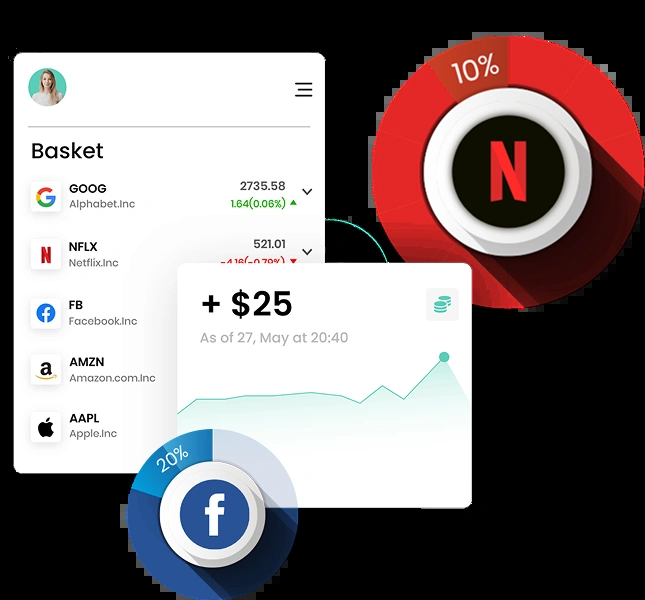 Basket
GOOG
2735.58
Alphabet.Inc
1.64(0.06%)
NFLX
521.01
Netflix.Inc
-4.16(-0.79%)
FB
Facebook.Inc
AMZN
Amazon.com.Inc
AAPL
Apple.Inc
+ $25
As of 27, May at 20:40
10%
N
20%
f